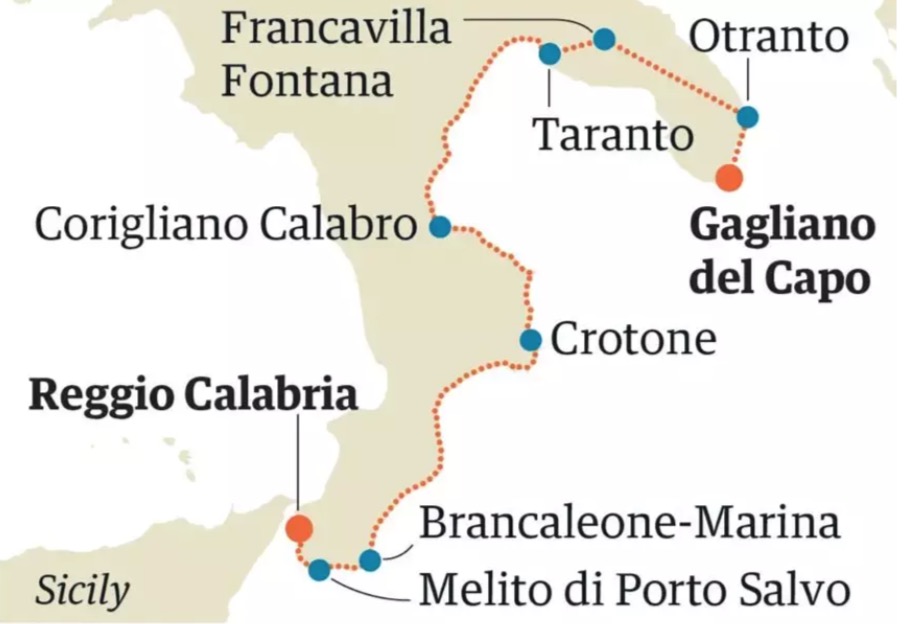 Francavilla
Fontana
Otranto
Taranto
Corigliano Calabro
Gagliano
del Capo
Crotone
Reggio Calabria
Brancaleone-Marina
Melito di Porto Salvo
Sicily